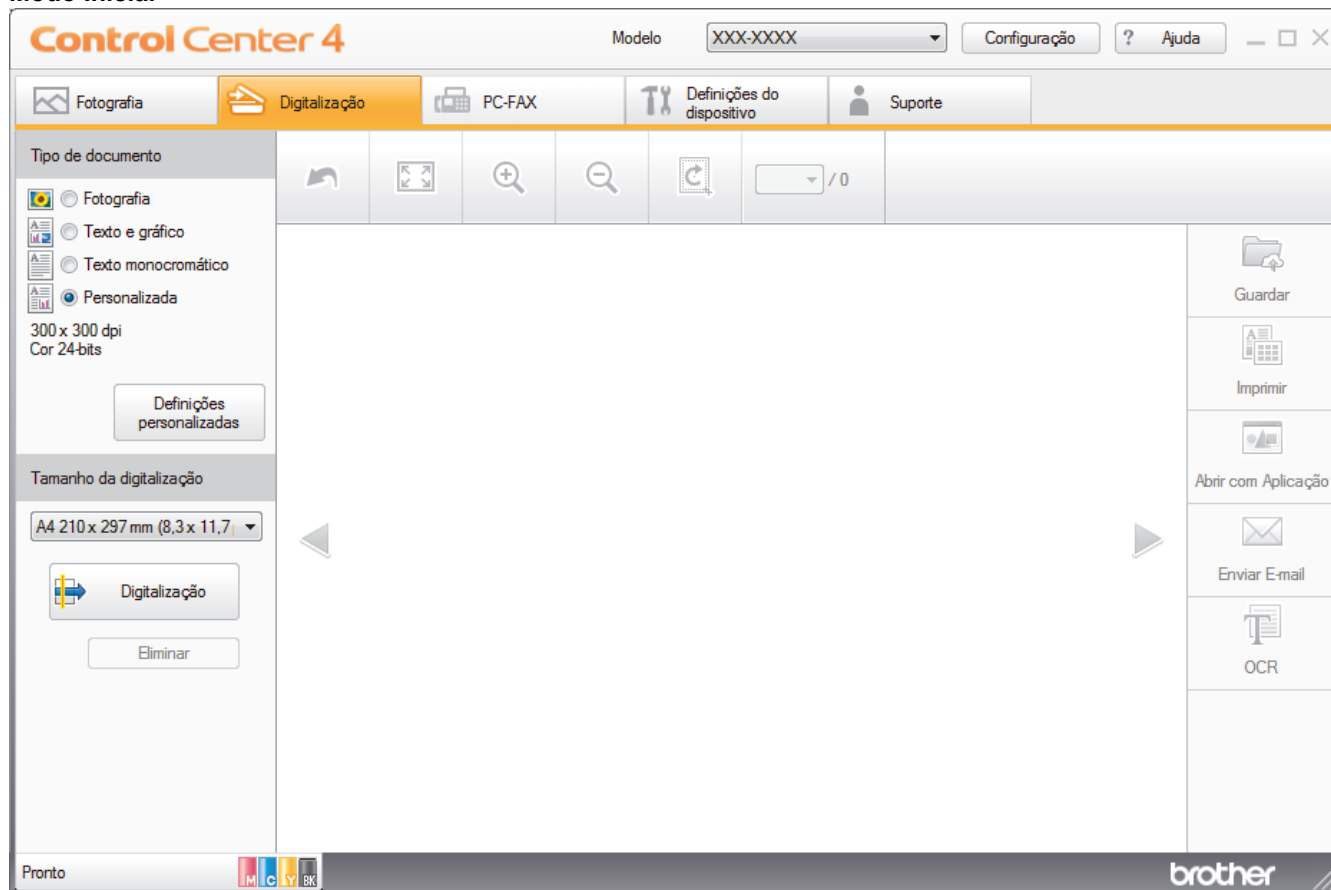 Modo Inicial
Control Center 4
Modelo
XXX-XXXX
Configuração
? Ajuda
Fotografia
Digitalização
PC-FAX
Definições do
dispositivo
Suporte
Tipo de documento
Fotografia
Texto e gráfico
Texto monocromático
Personalizada
300 x 300 dpi
Cor 24-bits
Definições
personalizadas
Tamanho da digitalização
A4 210 x 297 mm (8,3 x 11,7
Digitalização
Eliminar
/ 0
Guardar
Imprimir
Abrir com Aplicação
Enviar E-mail
OCR
Pronto
M C Y BK
brother